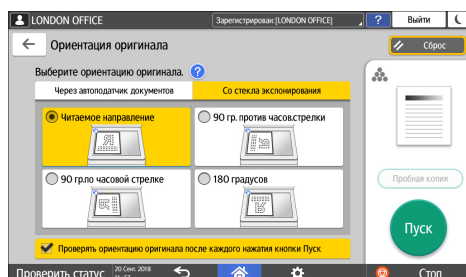 LONDON OFFICE
Зарегистрирован:[LONDON OFFICE]
?
Выйти
Ориентация оригинала
Сброс
Выберите ориентацию оригинала. ?
Через автоподатчик документов
Со стекла экспонирования
Читаемое направление
90 гр. против часов.стрелки
90 гр.по часовой стрелке
180 градусов
Пробная копия
Пуск
Проверять ориентацию оригинала после каждого нажатия кнопки Пуск
Проверить статус
20 Сент. 2018
Стоп